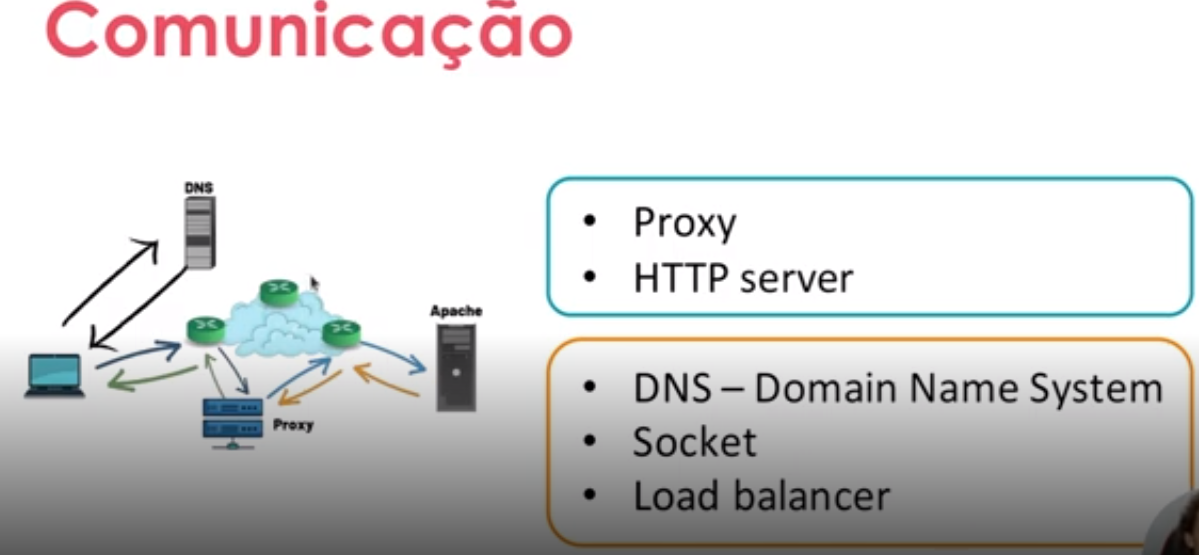 Comunicação
DNS
Apache
Proxy
• Proxy
• HTTP server
• DNS – Domain Name System
• Socket
• Load balancer